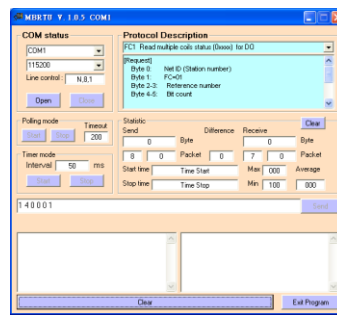 MBRTU V. 1.0.5 COM1
COM status
COM1
115200
Line control : N,8,1
Open Close
Protocol Description
FC1 Read multiple coils status (0xxxx) for DO
[Request]
Byte 0: Net ID (Station number)
Byte 1: FC=01
Byte 2-3: Reference number
Byte 4-5: Bit count
Polling mode
Start Stop
Timeout
200
Timer mode
Interval 50 ms
Start Stop
Statistic
Clear
Send Difference Receive
0 Byte 0 Byte
8 0 Packet 0 7 0 Packet
Start time Time Start Max 000 Average
Stop time Time Stop Min 100 000
1 4 0 0 0 1
Send
Clear
Exit Program